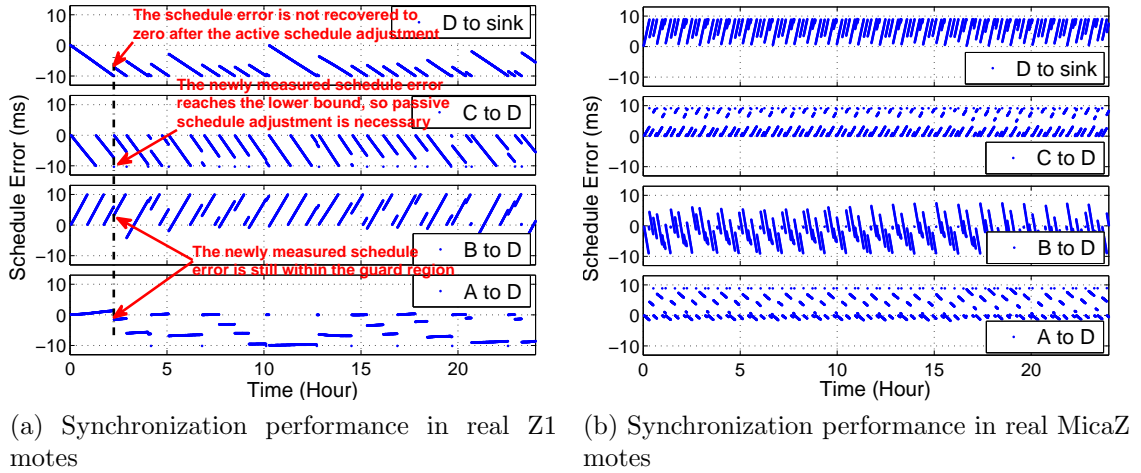 The schedule error is not recovered to
zero after the active schedule adjustment
D to sink
10
0
−10
The newly measured schedule error
reaches the lower bound, so passive
schedule adjustment is necessary
C to D
10
0
−10
B to D
10
0
The newly measured schedule
error is still within the guard region
A to D
10
0
−10
0 5 10 15 20
Time (Hour)
Schedule Error (ms)
(a) Synchronization performance in real Z1
motes
10
0
−10
D to sink
10
0
−10
C to D
10
0
−10
B to D
10
0
−10
A to D
0 5 10 15 20
Time (Hour)
Schedule Error (ms)
(b) Synchronization performance in real MicaZ
motes